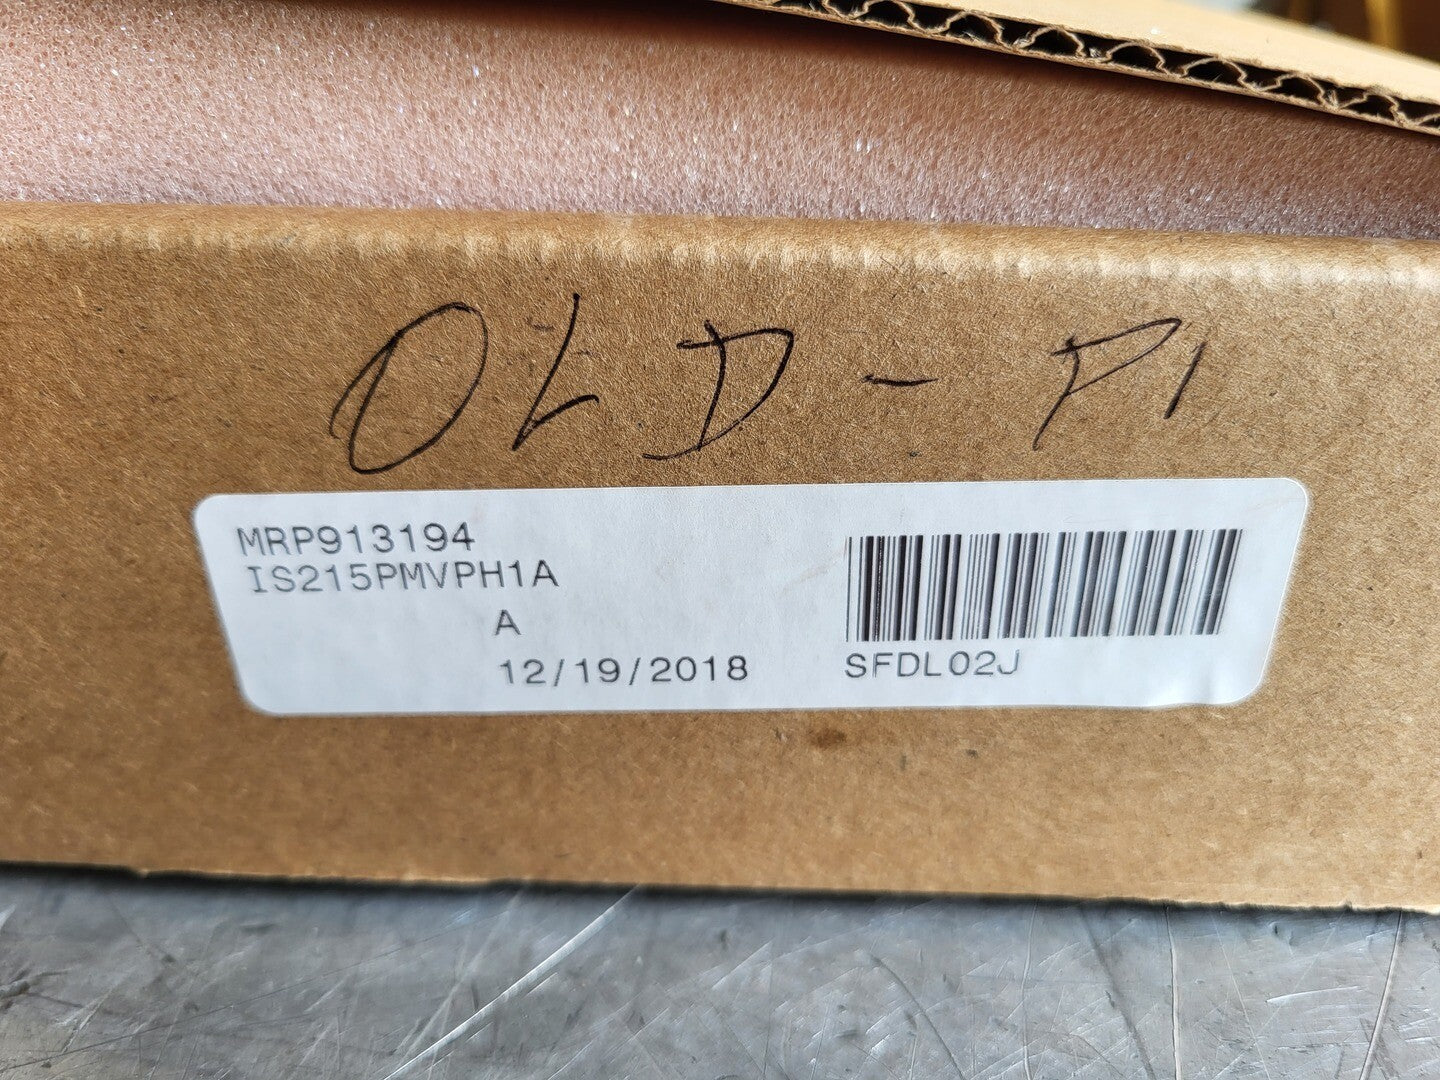 OLD - P1
MRP913194
IS215PMVPH1A
A
12/19/2018
SFDL02J